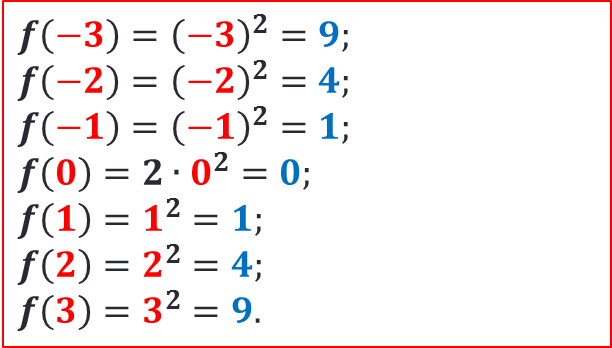 f(−3) = (−3)² = 9;
f(−2) = (−2)² = 4;
f(−1) = (−1)² = 1;
f(0) = 2 · 0² = 0;
f(1) = 1² = 1;
f(2) = 2² = 4;
f(3) = 3² = 9.